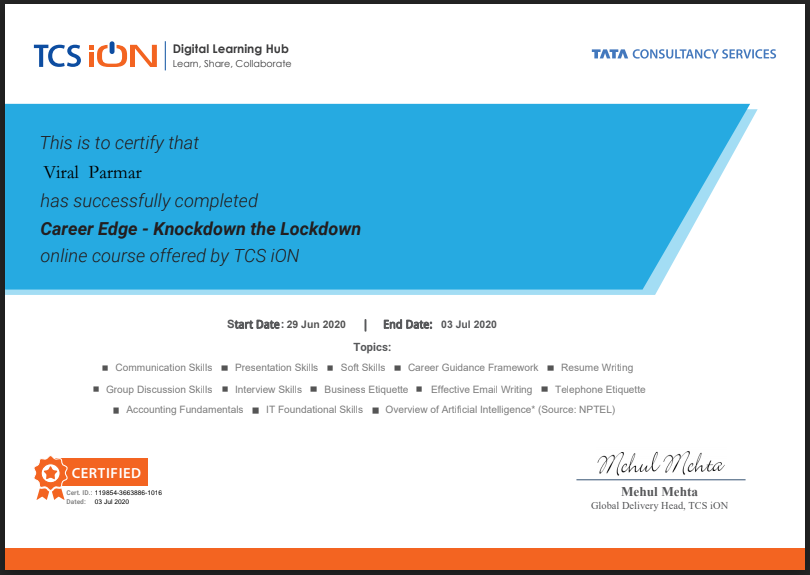 TCS iON | Digital Learning Hub
Learn, Share, Collaborate
TATA CONSULTANCY SERVICES
This is to certify that
Viral Parmar
has successfully completed
Career Edge - Knockdown the Lockdown
online course offered by TCS iON
Start Date: 29 Jun 2020 | End Date: 03 Jul 2020
Topics:
■ Communication Skills ■ Presentation Skills ■ Soft Skills ■ Career Guidance Framework ■ Resume Writing
■ Group Discussion Skills ■ Interview Skills ■ Business Etiquette ■ Effective Email Writing ■ Telephone Etiquette
■ Accounting Fundamentals ■ IT Foundational Skills ■ Overview of Artificial Intelligence* (Source: NPTEL)
CERTIFIED
Cert. ID.: 119854-3663886-1016
Dated: 03 Jul 2020
Mehul Mehta
Mehul Mehta
Global Delivery Head, TCS iON